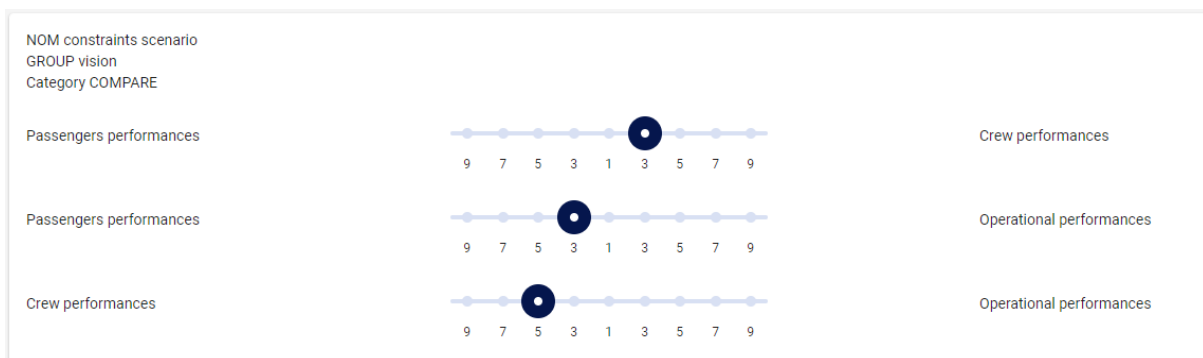 NOM constraints scenario
GROUP vision
Category COMPARE
Passengers performances Crew performances
9 7 5 3 1 3 5 7 9
Passengers performances Operational performances
9 7 5 3 1 3 5 7 9
Crew performances Operational performances
9 7 5 3 1 3 5 7 9